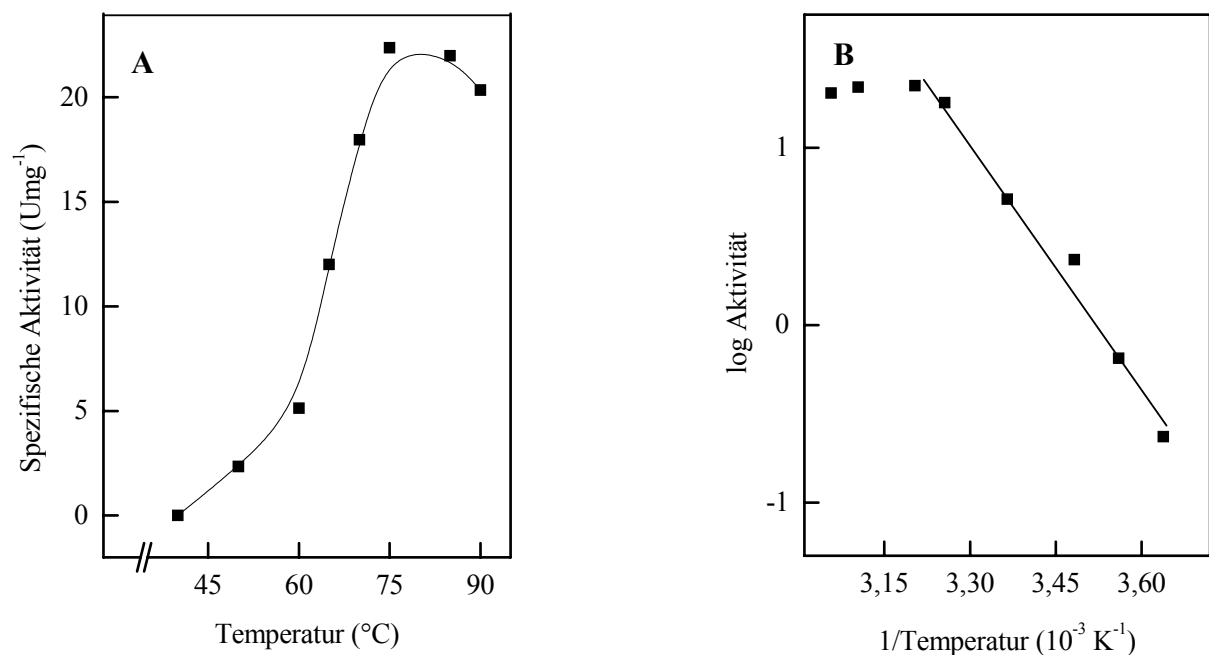 A
Spezifische Aktivität (Umg-1)
20
15
10
5
0
45 60 75 90
Temperatur (°C)
B
log Aktivität
1
0
-1
3,15 3,30 3,45 3,60
1/Temperatur (10-3 K-1)